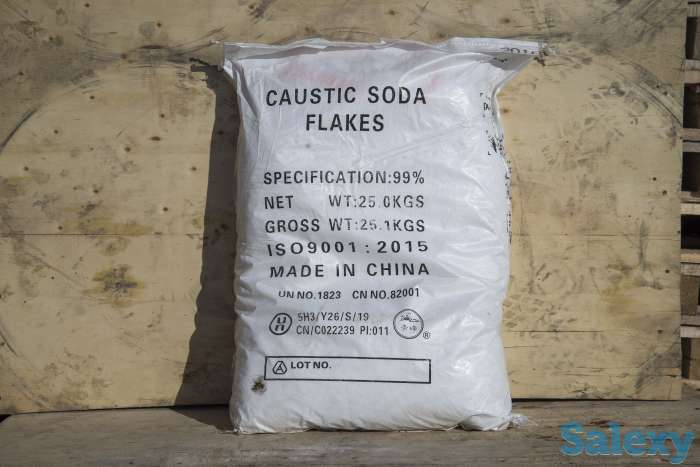 CAUSTIC SODA
FLAKES
SPECIFICATION:99%
NET WT:25.0KGS
GROSS WT:25.1KGS
ISO9001:2015
MADE IN CHINA
UN NO.1823 CN NO.82001
5H3/Y26/S/19
CN/C022239 PI:011
®
LOT NO.
Salexy